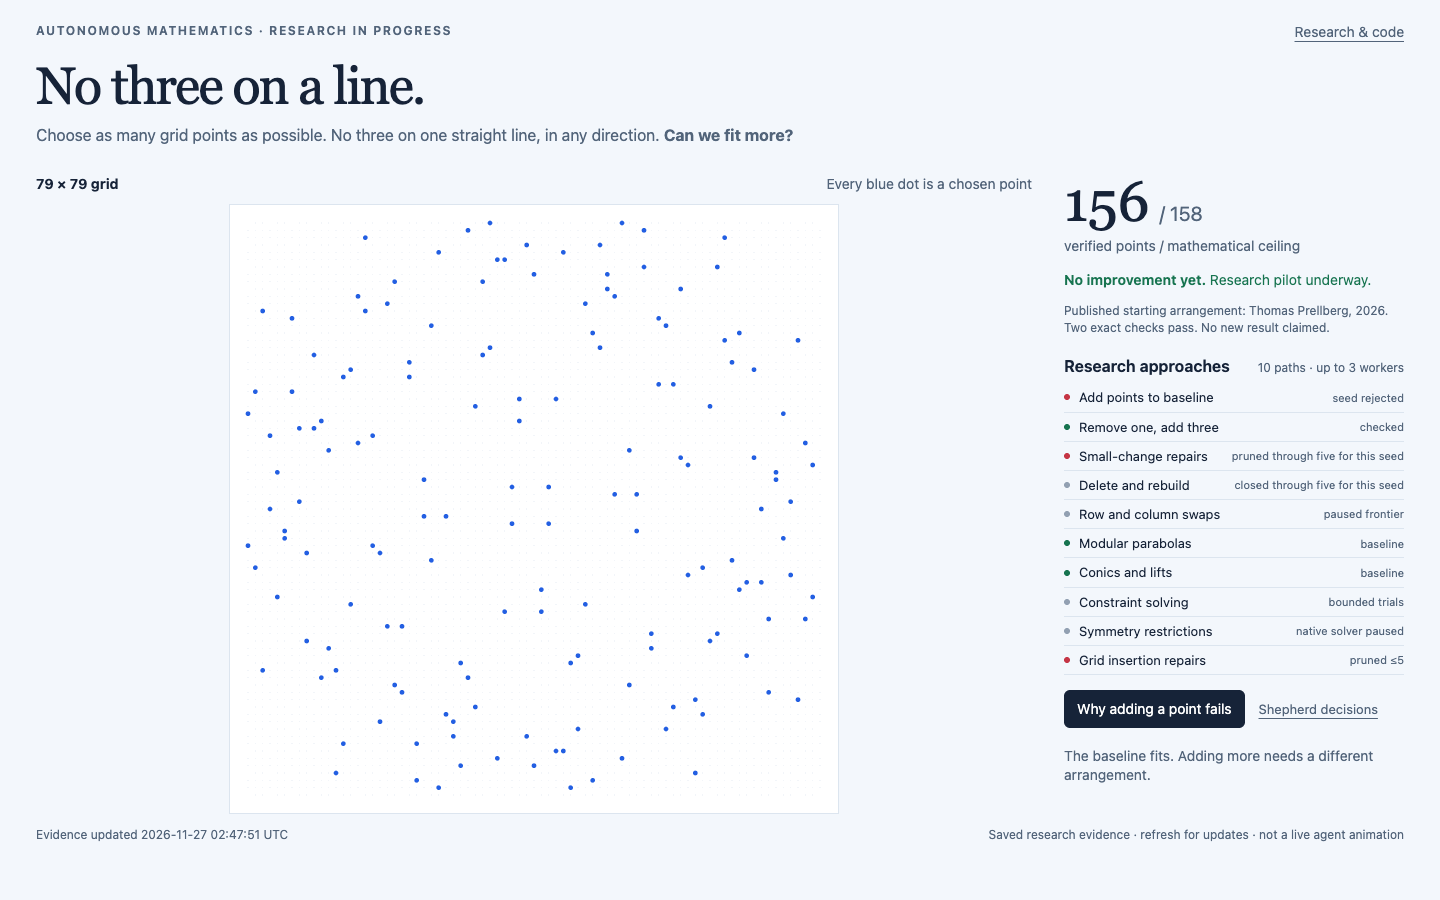 AUTONOMOUS MATHEMATICS · RESEARCH IN PROGRESS
Research & code
No three on a line.
Choose as many grid points as possible. No three on one straight line, in any direction. Can we fit more?
79 × 79 grid
Every blue dot is a chosen point
156 / 158
verified points / mathematical ceiling
No improvement yet. Research pilot underway.
Published starting arrangement: Thomas Prellberg, 2026.
Two exact checks pass. No new result claimed.
Research approaches
10 paths · up to 3 workers
Add points to baseline
seed rejected
Remove one, add three
checked
Small-change repairs
pruned through five for this seed
Delete and rebuild
closed through five for this seed
Row and column swaps
paused frontier
Modular parabolas
baseline
Conics and lifts
baseline
Constraint solving
bounded trials
Symmetry restrictions
native solver paused
Grid insertion repairs
pruned ≤5
Why adding a point fails
Shepherd decisions
The baseline fits. Adding more needs a different
arrangement.
Evidence updated 2026-11-27 02:47:51 UTC
Saved research evidence · refresh for updates · not a live agent animation